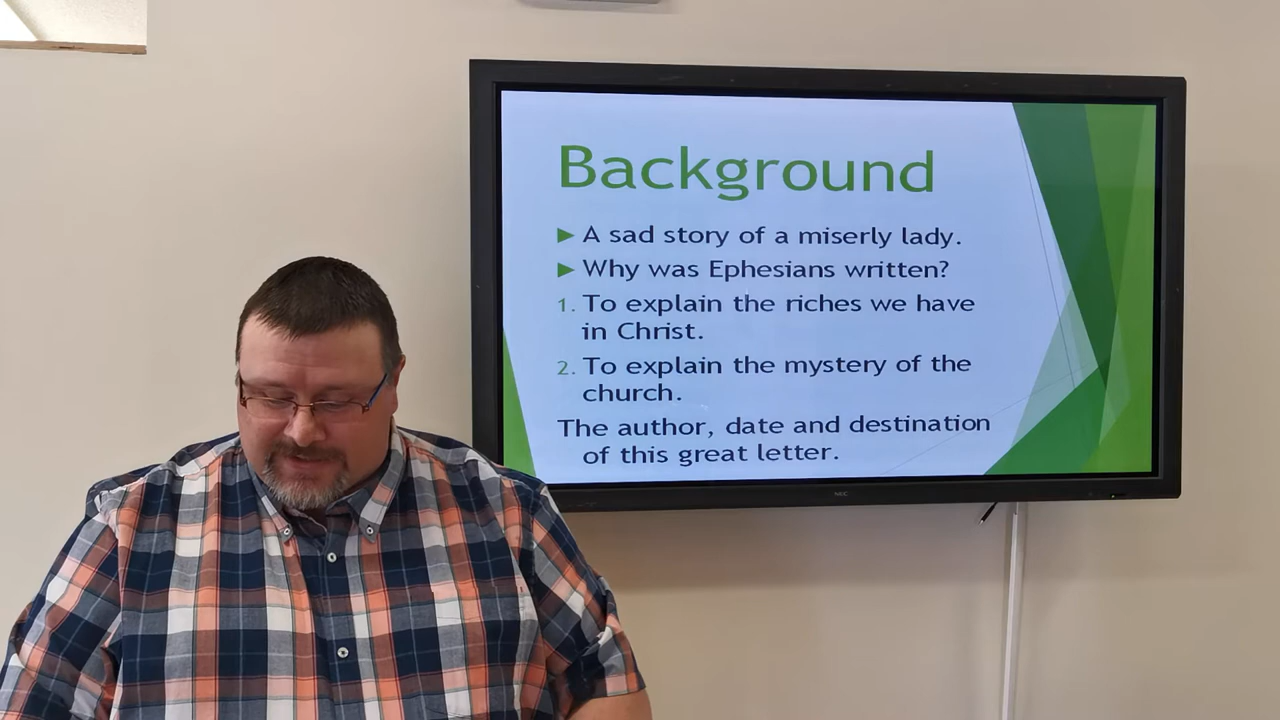 Background
A sad story of a miserly lady.
Why was Ephesians written?
1. To explain the riches we have
in Christ.
2. To explain the mystery of the
church.
The author, date and destination
of this great letter.
NEC